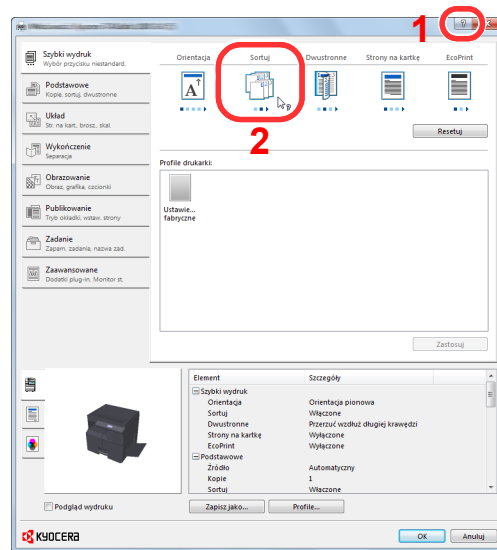 1
?
Szybki wydruk
Wybór przycisku niestandard.
Podstawowe
Kopie, sortuj, dwustronne
Układ
Str. na kart., brosz., skal.
Wykończenie
Separacja
Obrazowanie
Obraz, grafika, czcionki
Publikowanie
Tryb okładki, wstaw. strony
Zadanie
Zapam. zadania, nazwa zad.
Zaawansowane
Dodatki plug-in, Monitor st.
Orientacja Sortuj Dwustronne Strony na kartkę EcoPrint
A
?
2
Resetuj
Profile drukarki:
Ustawie...
fabryczne
Zastosuj
Element Szczegóły
Szybki wydruk
Orientacja Orientacja pionowa
Sortuj Włączone
Dwustronne Przerzuć wzdłuż długiej krawędzi
Strony na kartkę Wyłączone
EcoPrint Wyłączone
Podstawowe
Źródło Automatyczny
Kopie 1
Sortuj Włączone
Podgląd wydruku
Zapisz jako... Profile...
KYOCERA
OK Anuluj